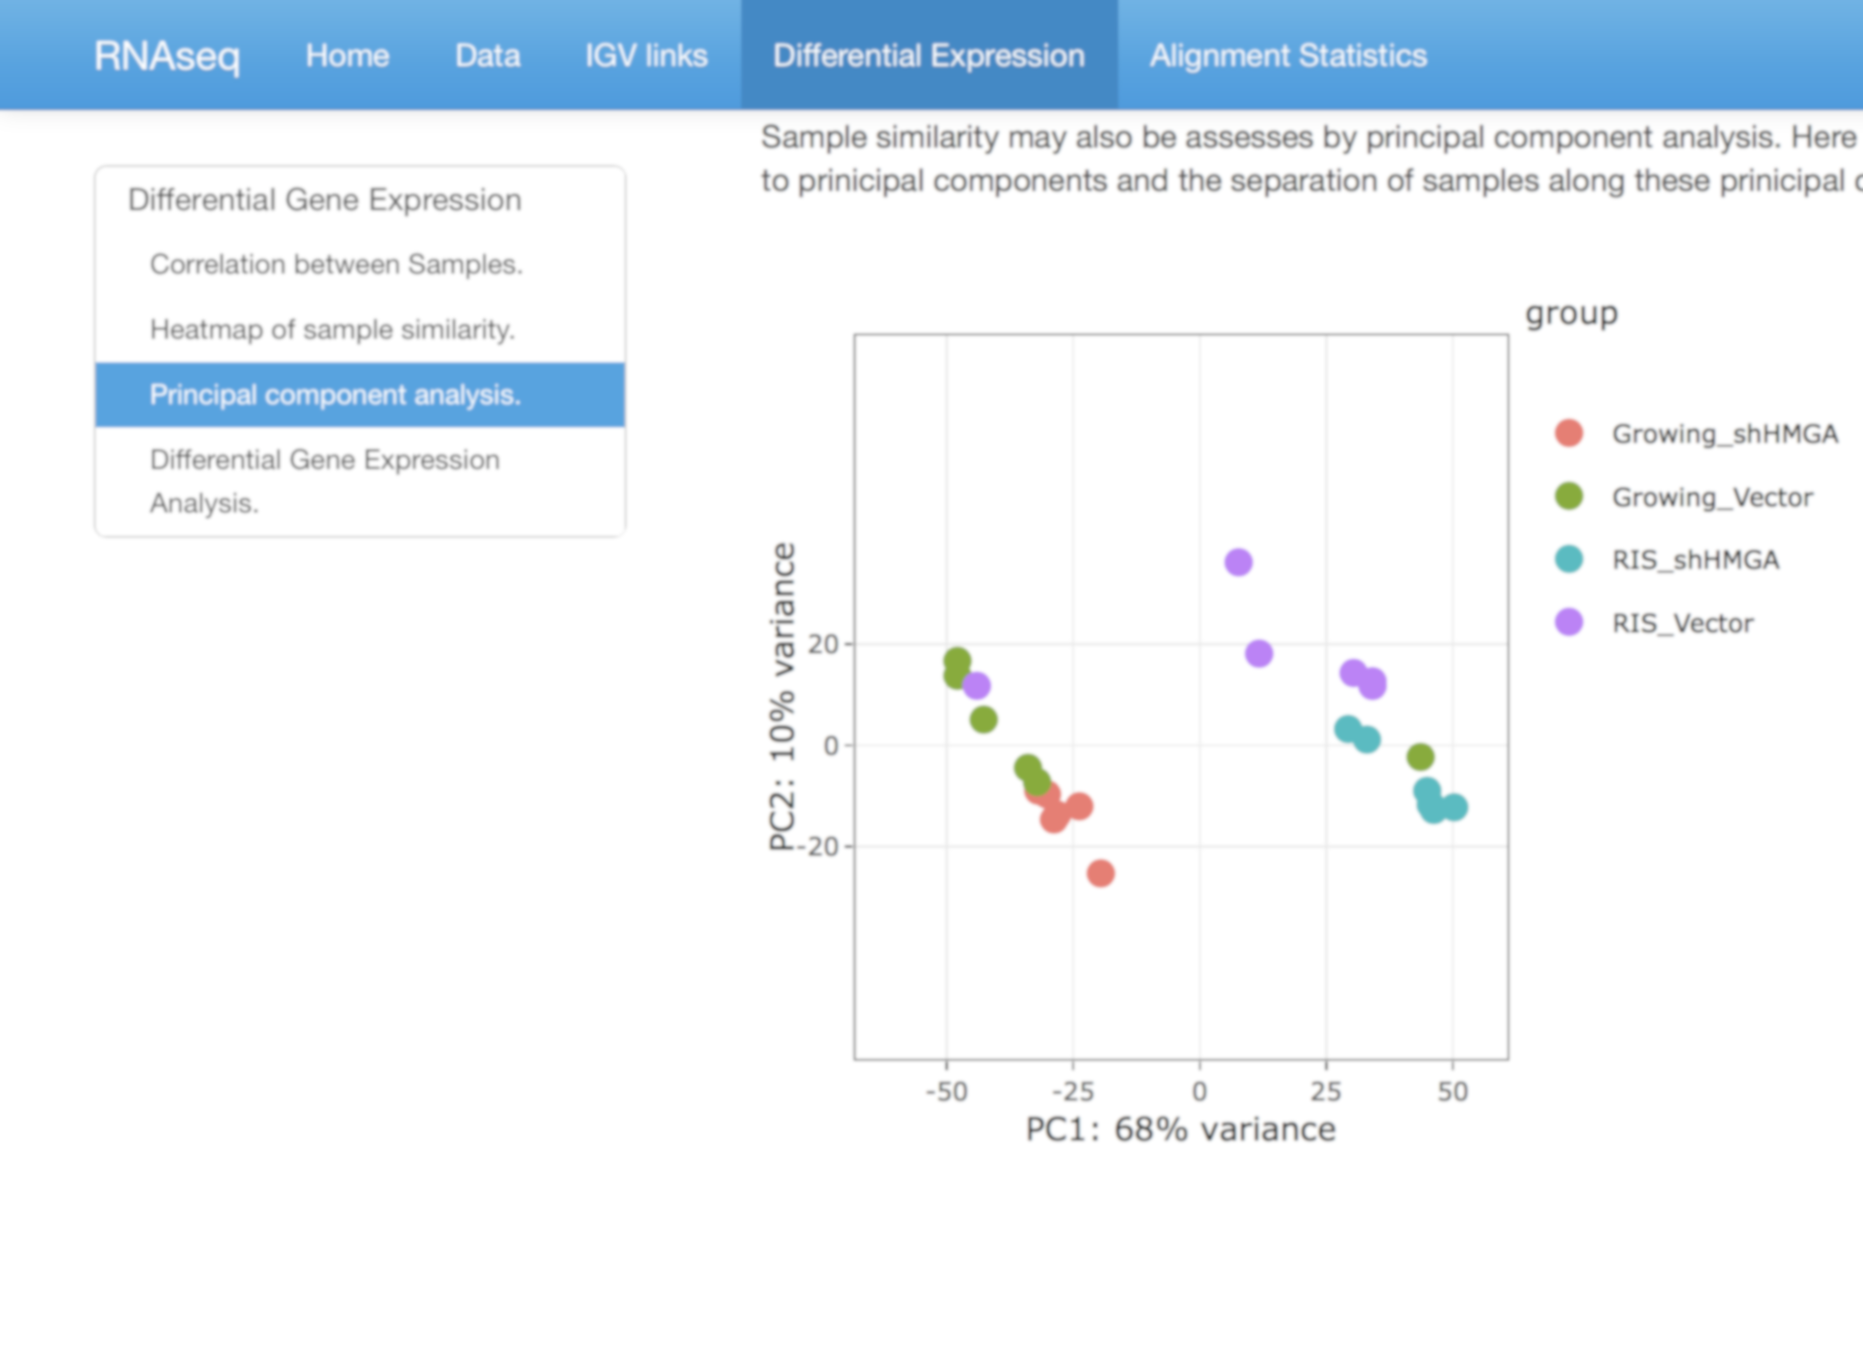 RNAseq Home Data IGV links Differential Expression Alignment Statistics
Sample similarity may also be assesses by principal component analysis. Here
to prinicipal components and the separation of samples along these prinicipal
Differential Gene Expression
Correlation between Samples.
Heatmap of sample similarity.
Principal component analysis.
Differential Gene Expression
Analysis.
group
Growing_shHMGA
Growing_Vector
RIS_shHMGA
RIS_Vector
PC2: 10% variance
20
0
-20
-50 -25 0 25 50
PC1: 68% variance